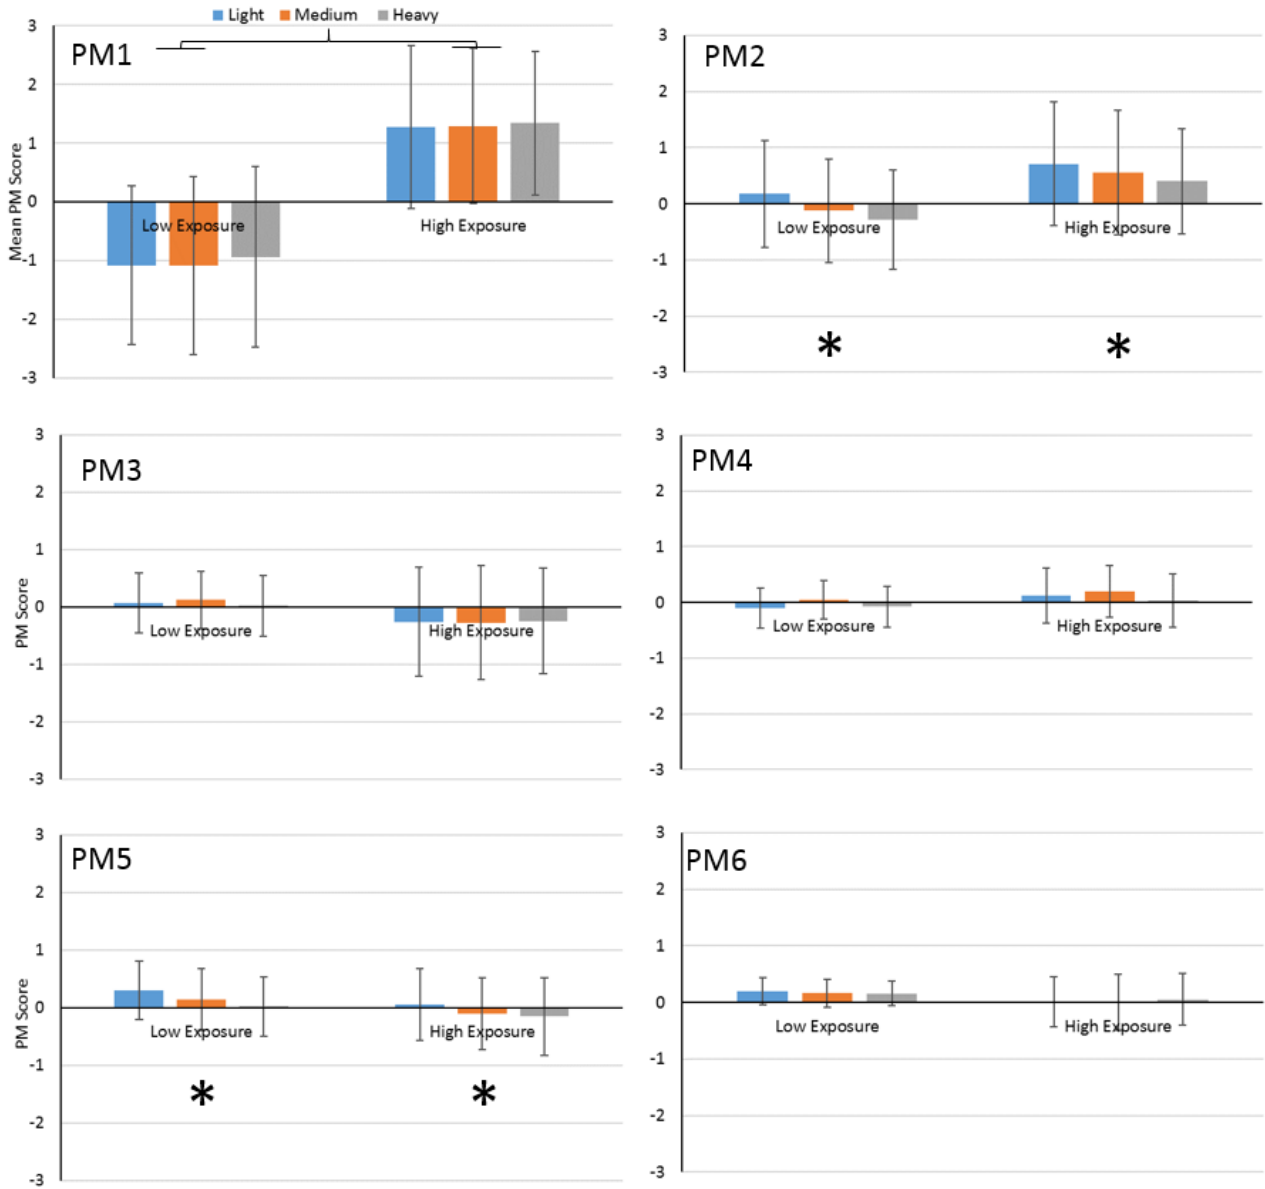 Light Medium Heavy
PM1
3
2
1
0
-1
-2
-3
Mean PM Score
Low Exposure
High Exposure
PM2
3
2
1
0
-1
-2
-3
Low Exposure
High Exposure
*
*
PM3
3
2
1
0
-1
-2
-3
PM Score
Low Exposure
High Exposure
PM4
3
2
1
0
-1
-2
-3
Low Exposure
High Exposure
PM5
3
2
1
0
-1
-2
-3
PM Score
Low Exposure
High Exposure
*
*
PM6
3
2
1
0
-1
-2
-3
Low Exposure
High Exposure